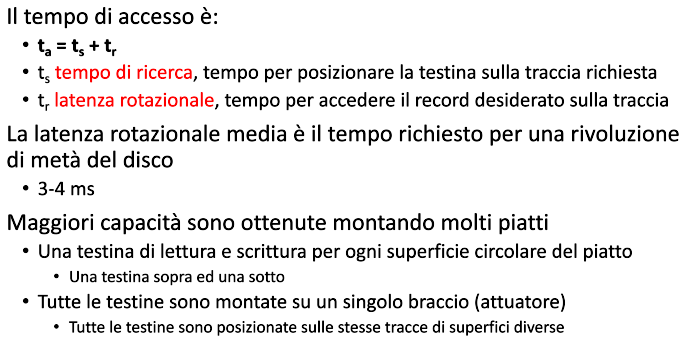 Il tempo di accesso è:
• ta = ts + tr
• ts tempo di ricerca, tempo per posizionare la testina sulla traccia richiesta
• tr latenza rotazionale, tempo per accedere il record desiderato sulla traccia
La latenza rotazionale media è il tempo richiesto per una rivoluzione
di metà del disco
• 3-4 ms
Maggiori capacità sono ottenute montando molti piatti
• Una testina di lettura e scrittura per ogni superficie circolare del piatto
• Una testina sopra ed una sotto
• Tutte le testine sono montate su un singolo braccio (attuatore)
• Tutte le testine sono posizionate sulle stesse tracce di superfici diverse